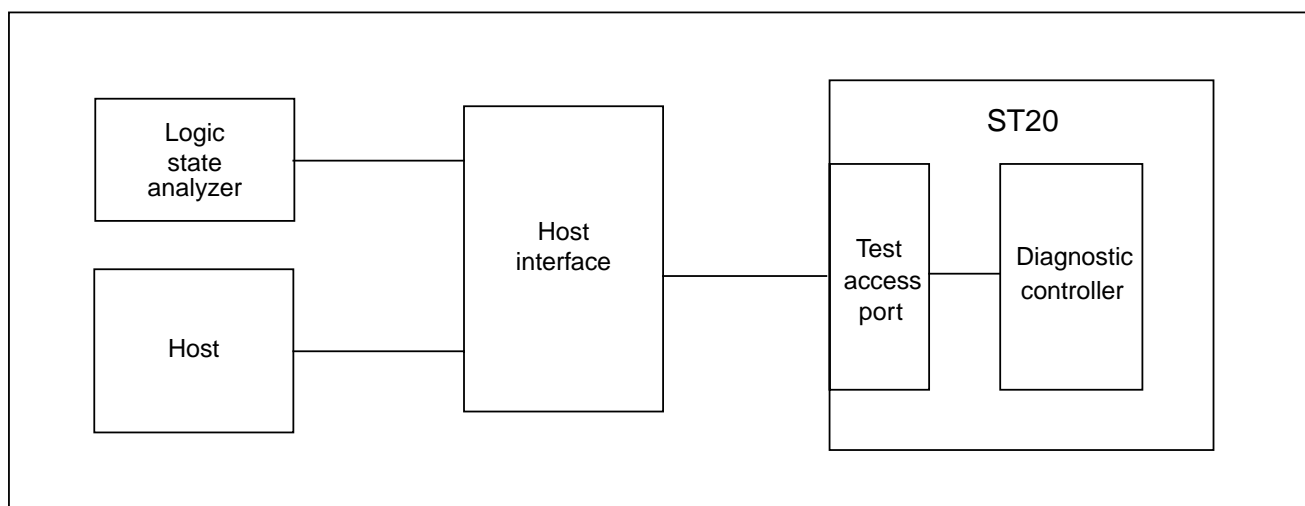 Logic
state
analyzer
Host
Host
interface
ST20
Test
access
port
Diagnostic
controller